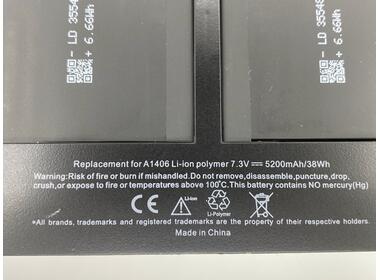 - LD 3554
+ 6.66Wh
- LD 3554
+ 6.66Wh
Replacement for A1406 Li-ion polymer 7.3V 5200mAh/38Wh
Warning:Risk of fire or burn if mishandled.Do not remove,disassemble,puncture,drop,
crush,or expose to fire or temperatures above 100°C.This battery contains NO mercury(Hg)
CE Li-ion Li-Polymer
*All brands, trademarks and registered trademarks are property of their respective holders.
Made in China